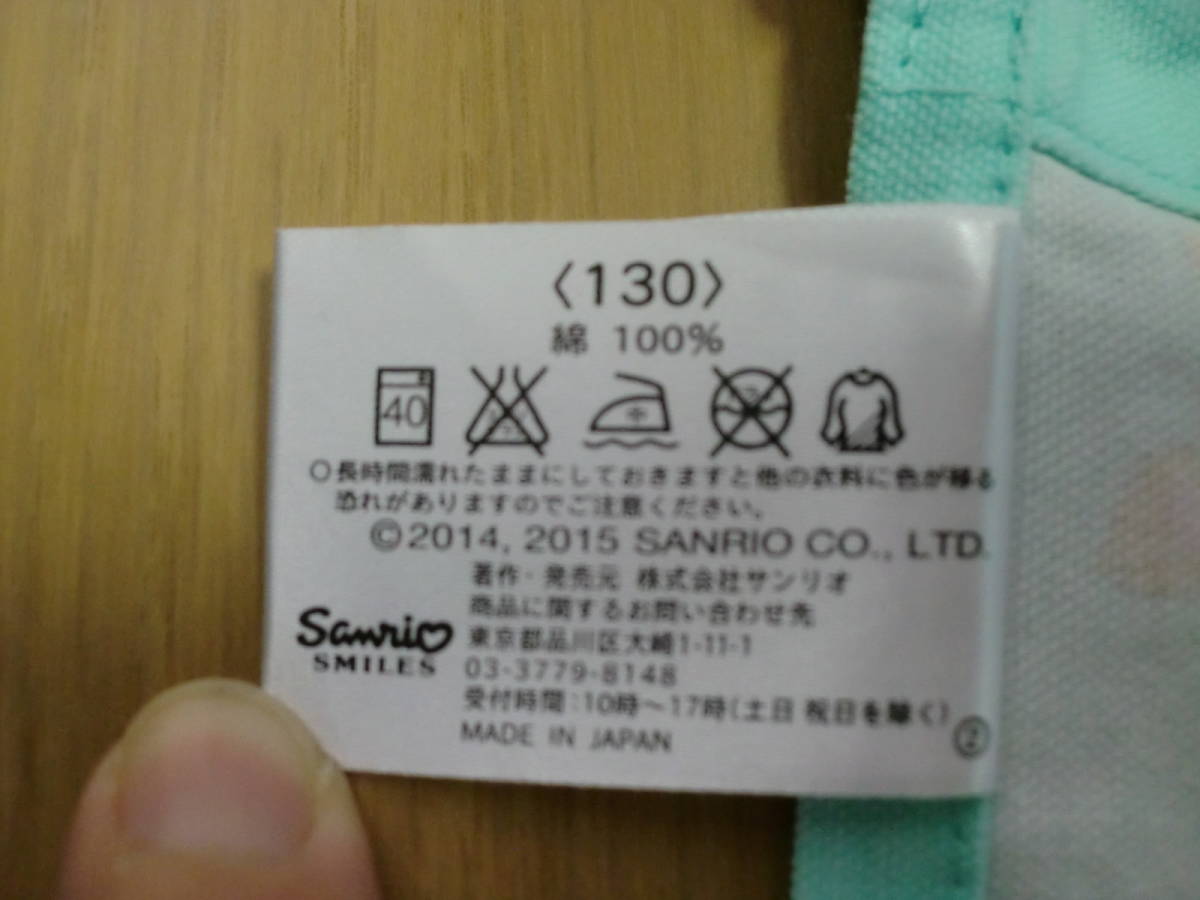 〈130〉
綿 100%
40
中
○長時間濡れたままにしておきますと他の衣料に色が移る
恐れがありますのでご注意ください。
©2014, 2015 SANRIO CO., LTD.
著作・発売元 株式会社サンリオ
商品に関するお問い合わせ先
Sanrio
SMILES
東京都品川区大崎1-11-1
03-3779-8148
受付時間:10時～17時(土日 祝日を除く)
MADE IN JAPAN
②